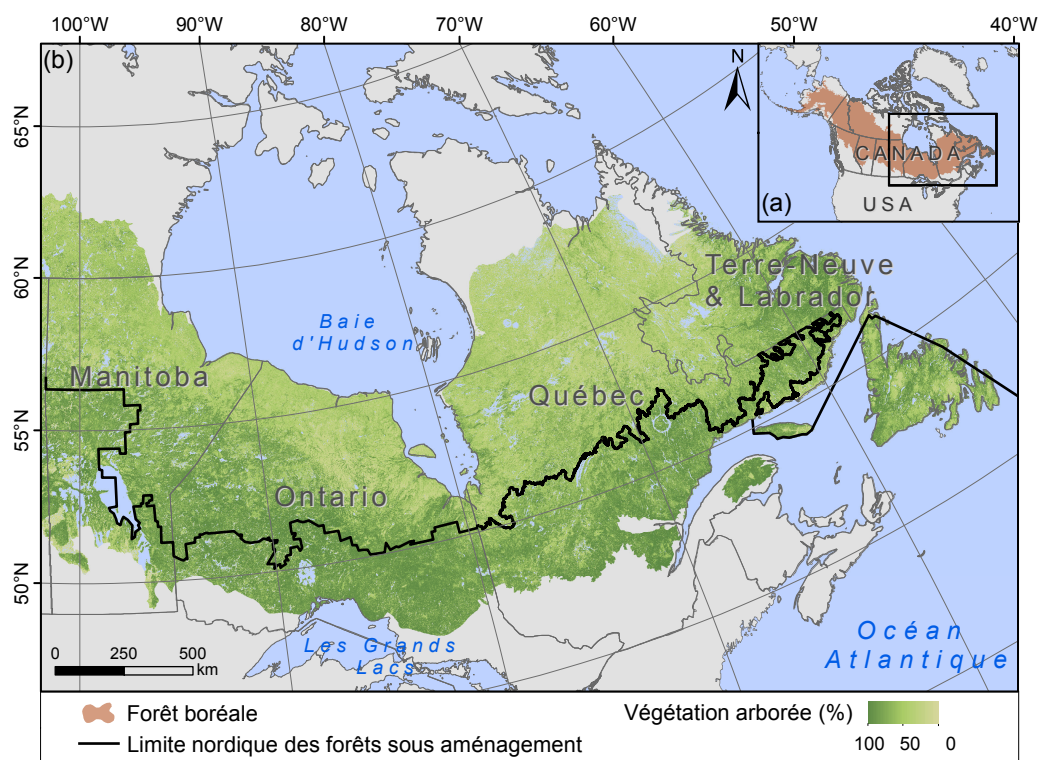 100°W 90°W 80°W 70°W 60°W 50°W 40°W
(b)
N
65°N
60°N
55°N
50°N
CANADA
USA
(a)
Terre-Neuve
& Labrador
Baie
d'Hudson
Manitoba
Québec
Ontario
Les Grands
Lacs
Océan
Atlantique
0 250 500
km
Forêt boréale
Limite nordique des forêts sous aménagement
Végétation arborée (%)
100 50 0